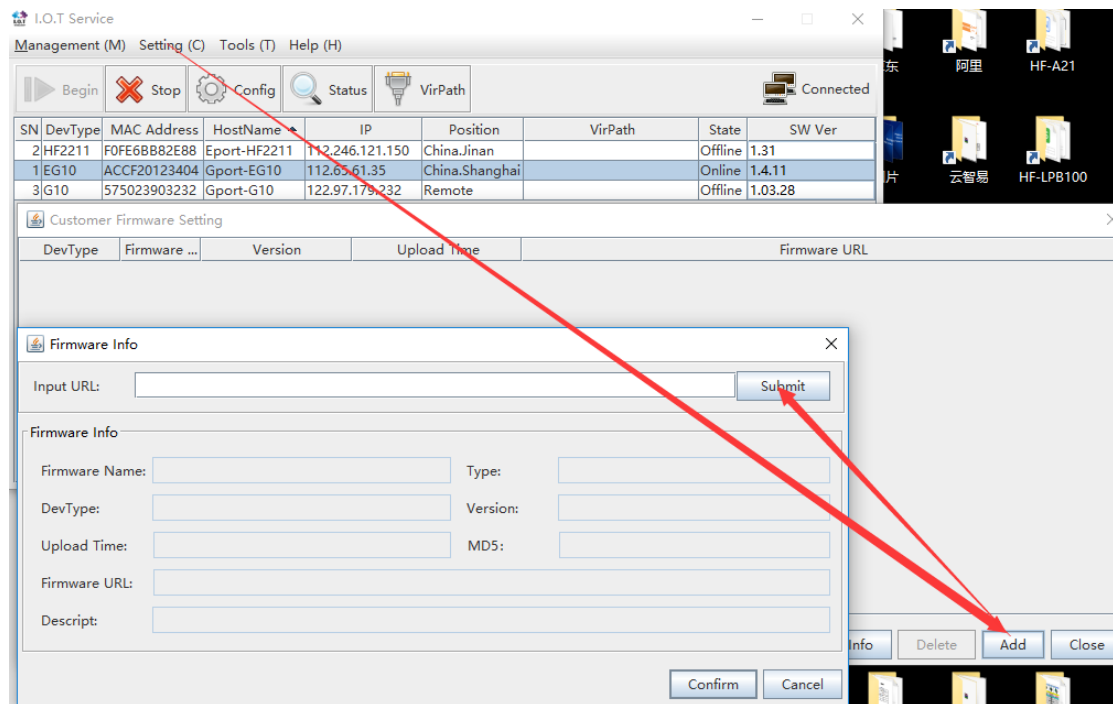 I.O.T Service
Management (M) Setting (C) Tools (T) Help (H)
Begin Stop Config Status VirPath Connected
SN DevType MAC Address HostName IP Position VirPath State SW Ver
2 HF2211 F0FE6BB82E88 Eport-HF2211 112.246.121.150 China.Jinan Offline 1.31
1 EG10 ACCF20123404 Gport-EG10 112.65.61.35 China.Shanghai Online 1.4.11
3 G10 575023903232 Gport-G10 122.97.179.232 Remote Offline 1.03.28
东 阿里 HF-A21
片 云智易 HF-LPB100
Customer Firmware Setting
DevType Firmware ... Version Upload Time Firmware URL
Firmware Info
Input URL: Submit
Firmware Info
Firmware Name: Type:
DevType: Version:
Upload Time: MD5:
Firmware URL:
Descript:
Confirm Cancel
Info Delete Add Close